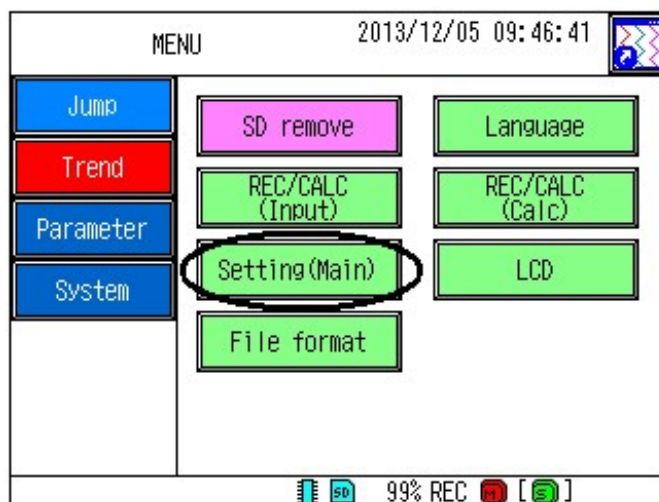 MENU
2013/12/05 09:46:41
Jump
Trend
Parameter
System
SD remove
Language
REC/CALC
(Input)
REC/CALC
(Calc)
Setting(Main)
LCD
File format
SD 99% REC M [S]